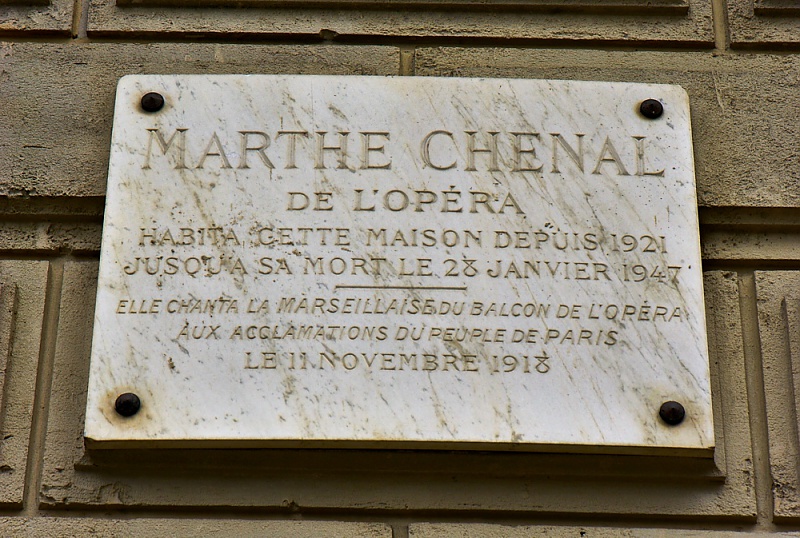 MARTHE CHENAL
DE L'OPÉRA
HABITA CETTE MAISON DEPUIS 1921
JUSQU'A SA MORT LE 28 JANVIER 1947
ELLE CHANTA LA MARSEILLAISE DU BALCON DE L'OPÉRA
AUX ACCLAMATIONS DU PEUPLE DE PARIS
LE 11 NOVEMBRE 1918